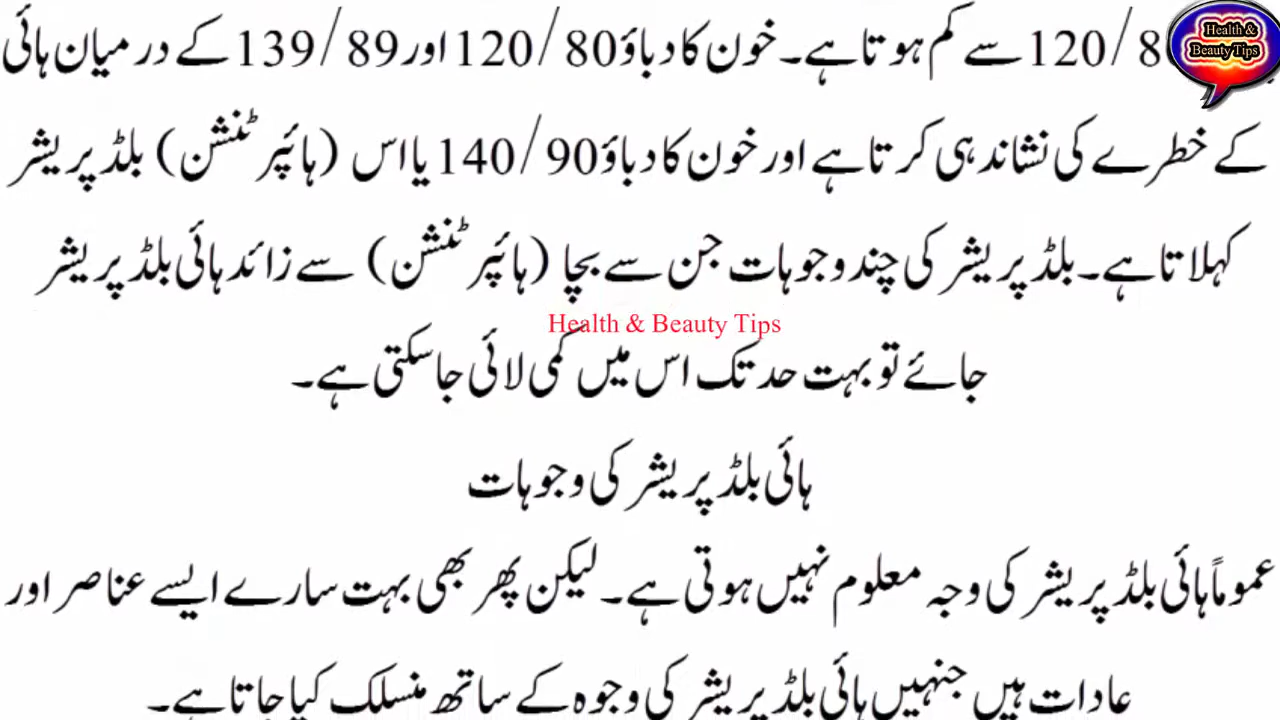 120/80 سے کم ہوتا ہے۔ خون کا دباؤ 120/80 اور 139/89 کے درمیان ہائی
Health &
Beauty Tips
کے خطرے کی نشاندہی کرتا ہے اور خون کا دباؤ 140/90 یا اس (ہائپر ٹنشن) بلڈ پریشر
کہلاتا ہے۔ بلڈ پریشر کی چند وجوہات جن سے بچا (ہائپر ٹنشن) سے زائد ہائی بلڈ پریشر
Health & Beauty Tips
جائے تو بہت حد تک اس میں کمی لائی جاسکتی ہے۔
ہائی بلڈ پریشر کی وجوہات
عموماً ہائی بلڈ پریشر کی وجہ معلوم نہیں ہوتی ہے۔ لیکن پھر بھی بہت سارے ایسے عناصر اور
عادات ہیں جنہیں ہائی بلڈ پریشر کی وجوہ کے ساتھ منسلک کیا جاتا ہے۔